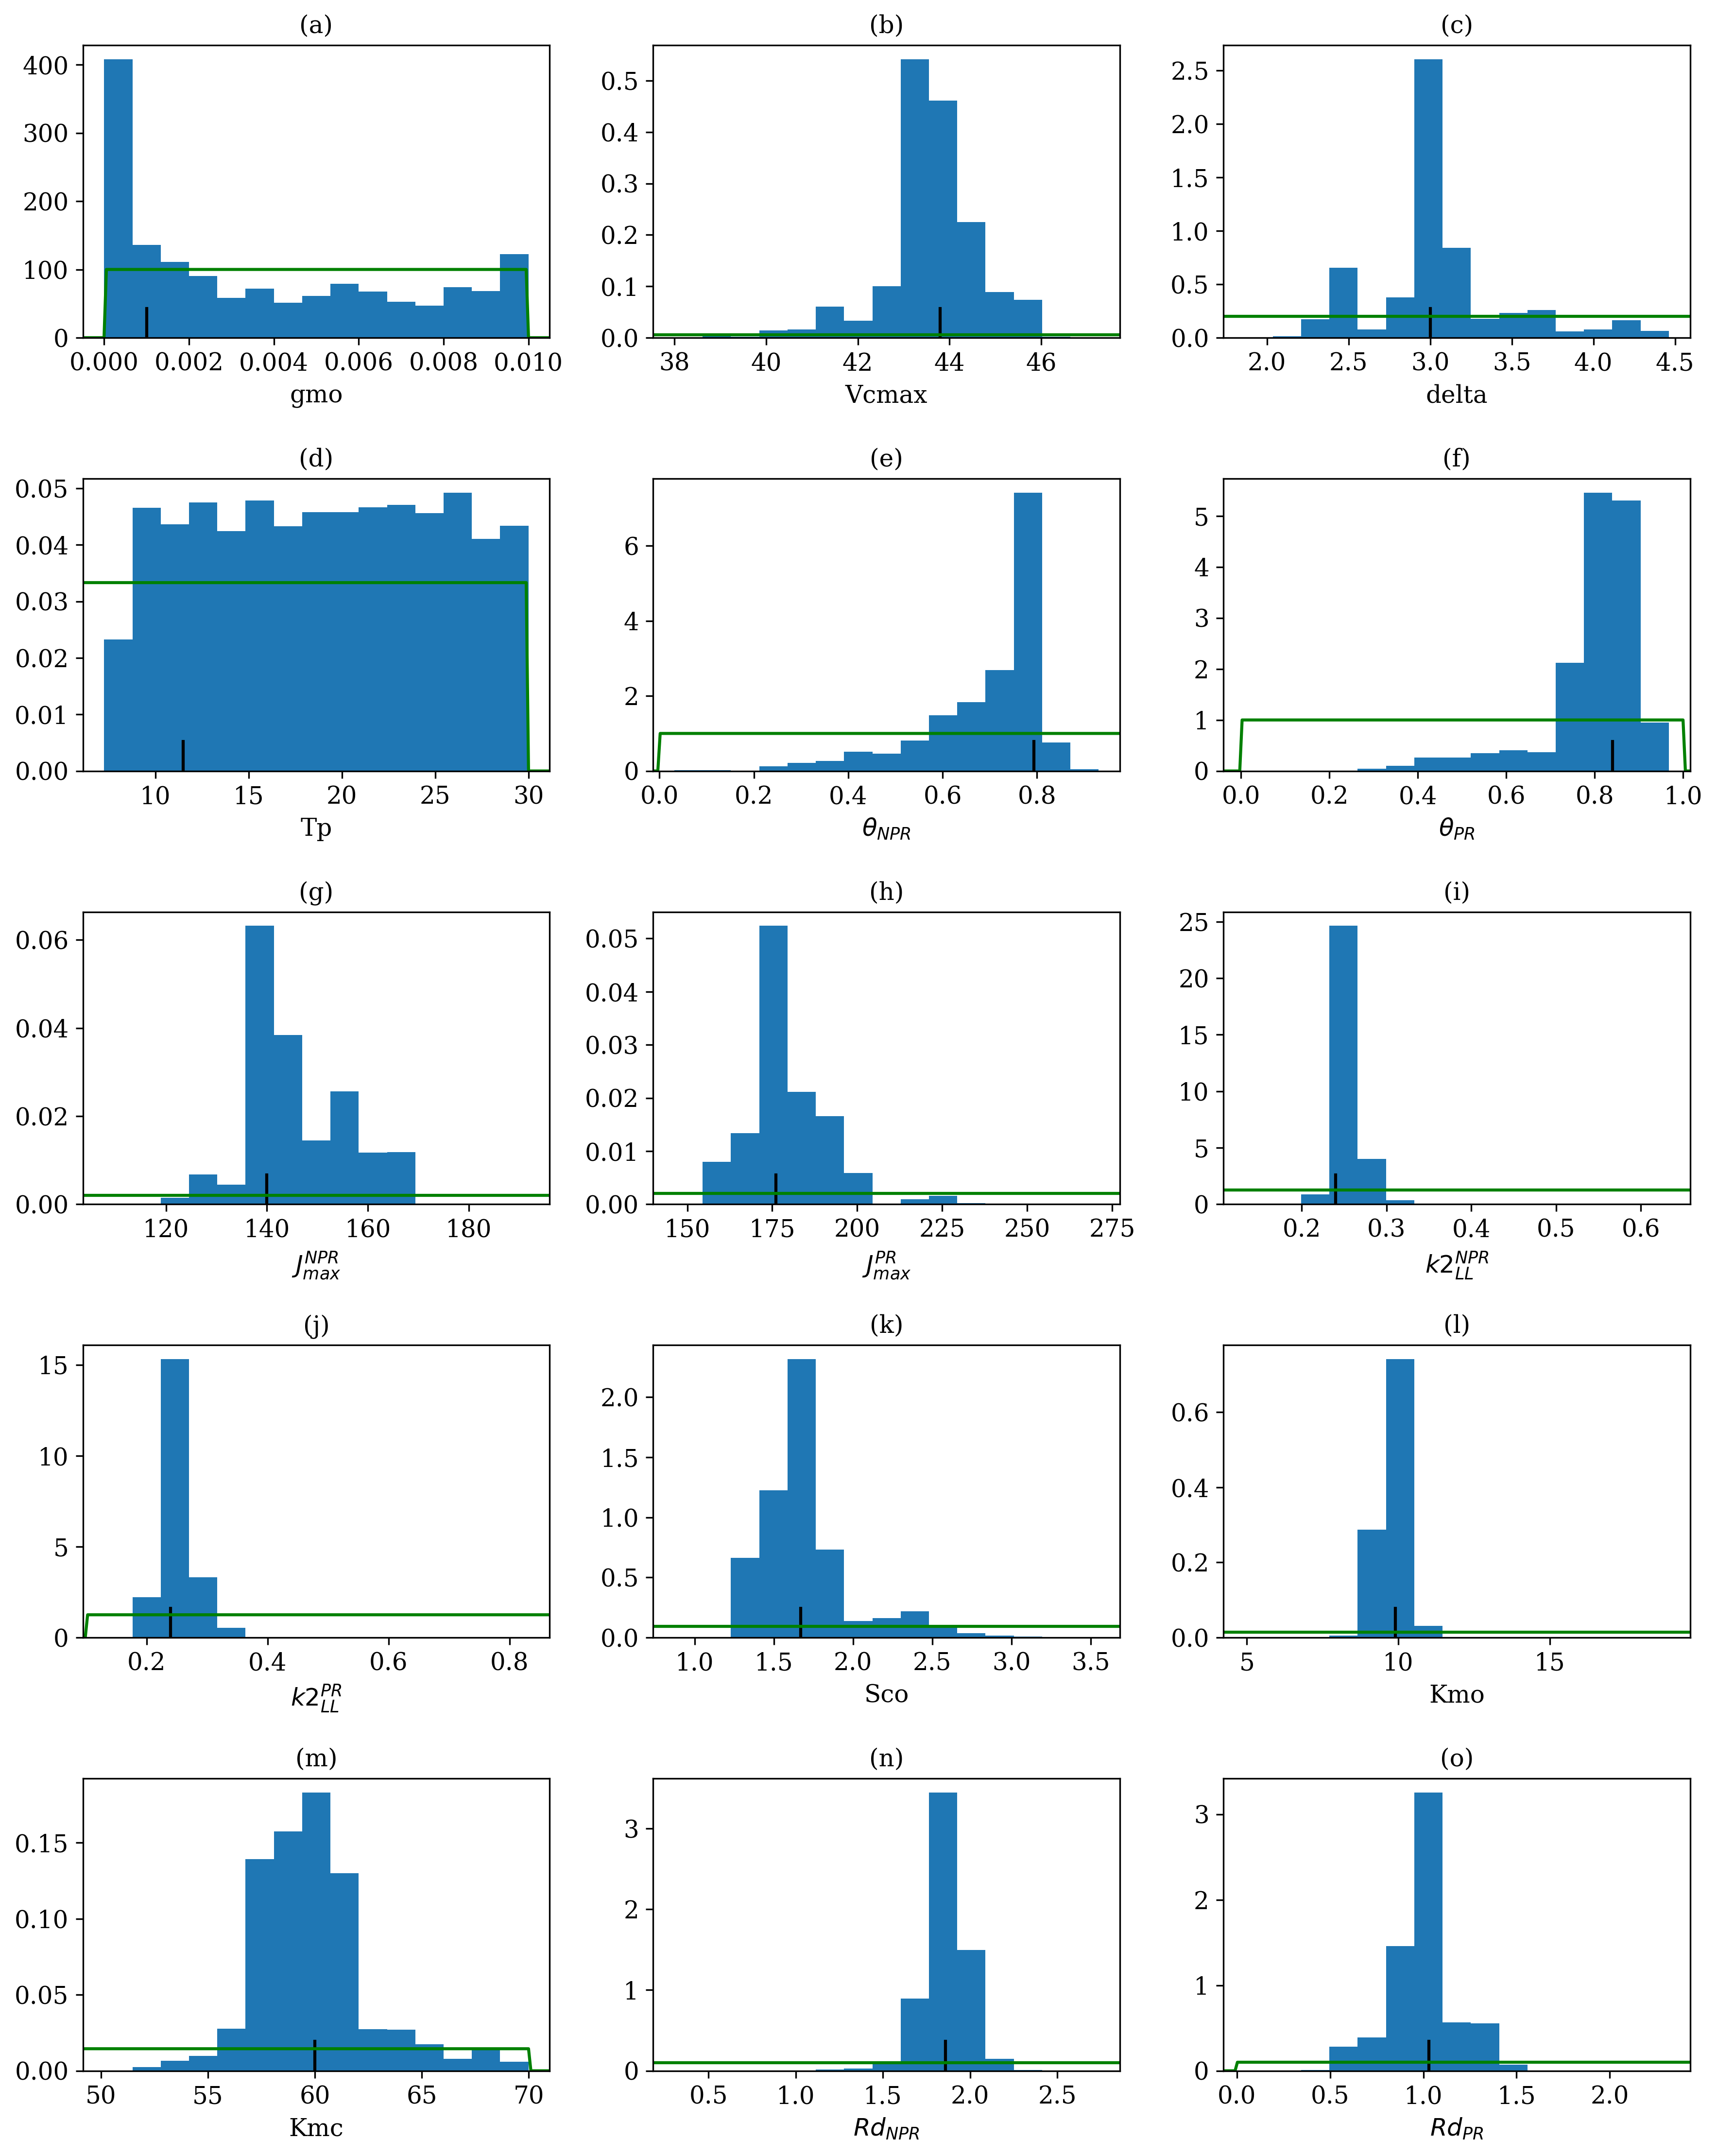 (a) (b) (c)
400 0.5 2.5
300 0.4 2.0
200 0.3 1.5
100 0.2 1.0
0 0.1 0.5
0.0 0.0
0.000 0.002 0.004 0.006 0.008 0.010 38 40 42 44 46 2.0 2.5 3.0 3.5 4.0 4.5
gmo Vcmax delta
(d) (e) (f)
0.05 6 5
0.04 4 4
0.03 2 3
0.02 0 2
0.01 1
0.00 0
10 15 20 25 30 0.0 0.2 0.4 0.6 0.8 0.0 0.2 0.4 0.6 0.8 1.0
Tp θNPR θPR
(g) (h) (i)
0.06 0.05 25
0.04 0.04 20
0.02 0.03 15
0.00 0.02 10
0.01 5
0.00 0
120 140 160 180 150 175 200 225 250 275 0.2 0.3 0.4 0.5 0.6
J^{NPR}_{max} J^{PR}_{max} k2^{NPR}_{LL}
(j) (k) (l)
15 2.0 0.6
10 1.5 0.4
5 1.0 0.2
0 0.5 0.0
0.0
0.2 0.4 0.6 0.8 1.0 1.5 2.0 2.5 3.0 3.5 5 10 15
k2^{PR}_{LL} Sco Kmo
(m) (n) (o)
0.15 3 3
0.10 2 2
0.05 1 1
0.00 0 0
50 55 60 65 70 0.5 1.0 1.5 2.0 2.5 0.0 0.5 1.0 1.5 2.0
Kmc RdNPR RdPR